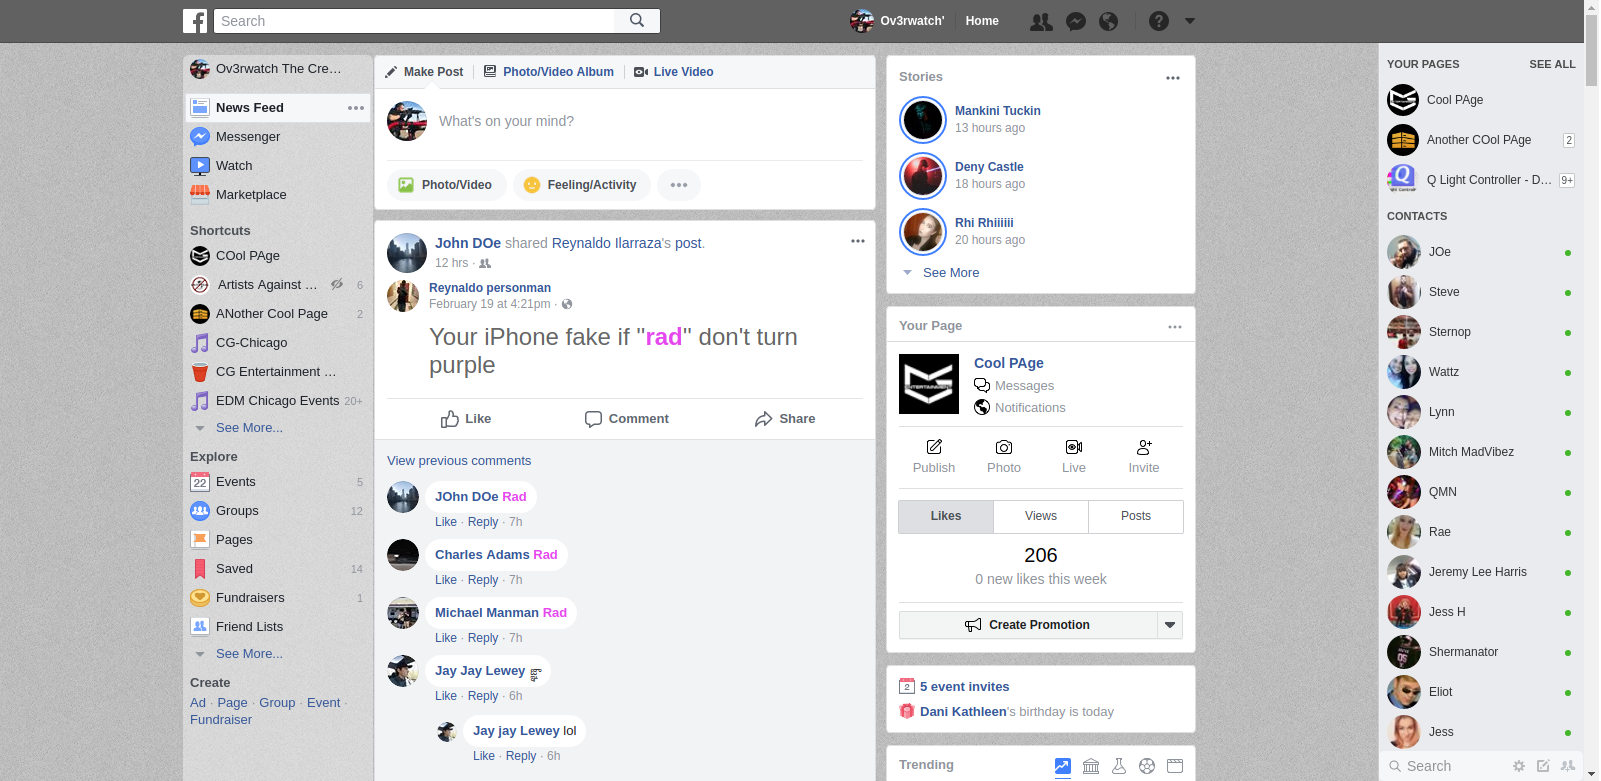 Search
Ov3rwatch'
Home
Ov3rwatch The Cre...
News Feed
Messenger
Watch
Marketplace
Shortcuts
COol PAge
Artists Against ...
6
ANother Cool Page
2
CG-Chicago
CG Entertainment ...
EDM Chicago Events 20+
See More...
Explore
22
Events
5
Groups
12
Pages
Saved
14
Fundraisers
1
Friend Lists
See More...
Create
Ad · Page · Group · Event ·
Fundraiser
Make Post
Photo/Video Album
Live Video
What's on your mind?
Photo/Video
Feeling/Activity
John DOe shared Reynaldo Ilarraza's post.
12 hrs ·
Reynaldo personman
February 19 at 4:21pm ·
Your iPhone fake if "rad" don't turn
purple
Like
Comment
Share
View previous comments
JOhn DOe Rad
Like · Reply · 7h
Charles Adams Rad
Like · Reply · 7h
Michael Manman Rad
Like · Reply · 7h
Jay Jay Lewey
Like · Reply · 6h
Jay jay Lewey lol
Like · Reply · 6h
Stories
Mankini Tuckin
13 hours ago
Deny Castle
18 hours ago
Rhi Rhiiiiii
20 hours ago
See More
Your Page
ENTERTAINMENT
Cool PAge
Messages
Notifications
Publish
Photo
Live
Invite
Likes
Views
Posts
206
0 new likes this week
Create Promotion
2
5 event invites
Dani Kathleen's birthday is today
Trending
YOUR PAGES
SEE ALL
Cool PAge
Another COol PAge
2
Q Light Controller - D...
9+
CONTACTS
JOe
Steve
Sternop
Wattz
Lynn
Mitch MadVibez
QMN
Rae
Jeremy Lee Harris
Jess H
Shermanator
Eliot
Jess
Search